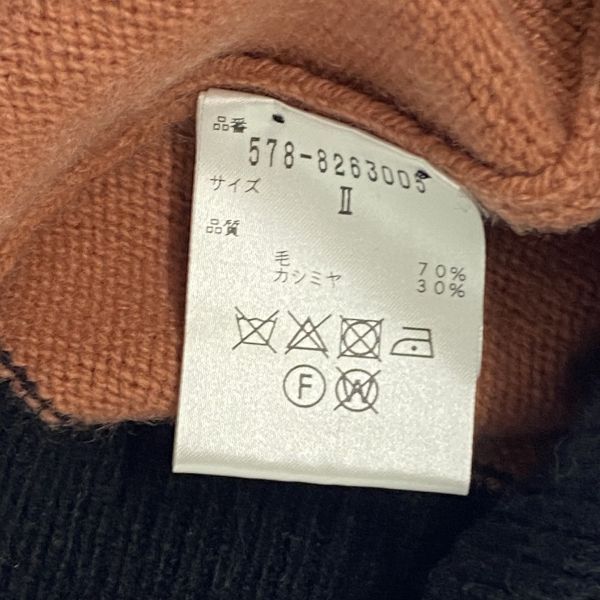 品番
578-8263005
サイズ
II
品質
毛 70%
カシミヤ 30%
F
W